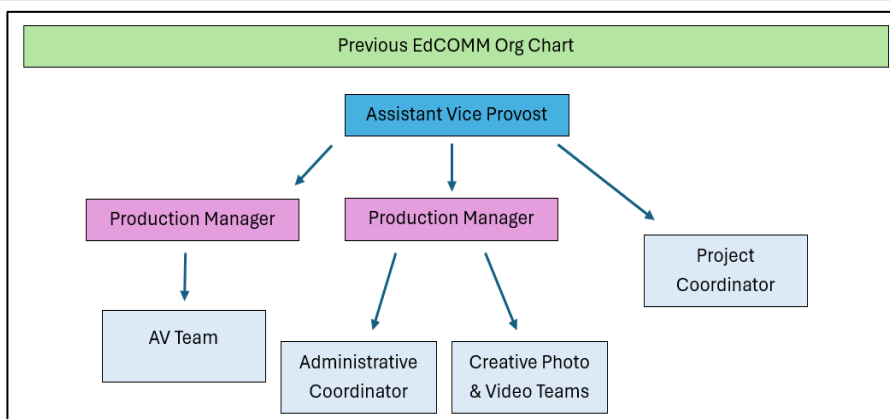 Previous EdCOMM Org Chart
Assistant Vice Provost
Production Manager
Production Manager
Project
Coordinator
AV Team
Administrative
Coordinator
Creative Photo
& Video Teams